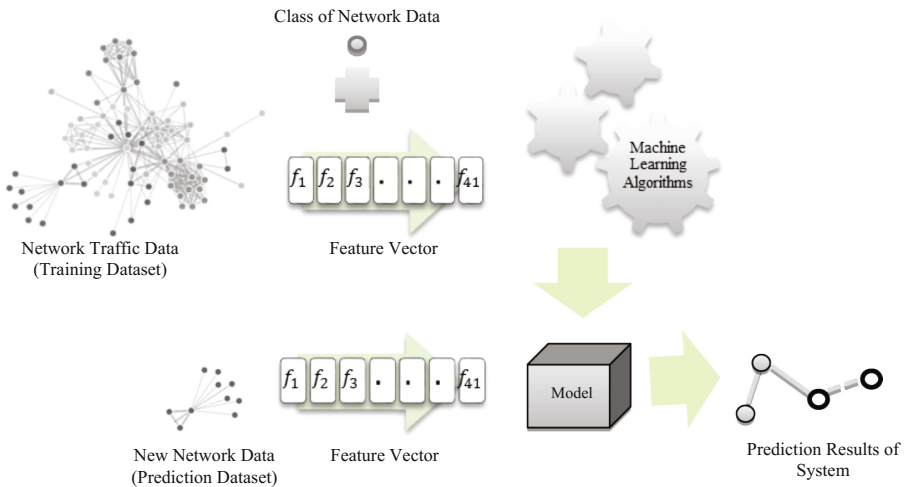 Class of Network Data
f1 f2 f3 . . . f41
Machine
Learning
Algorithms
Network Traffic Data
(Training Dataset)
Feature Vector
f1 f2 f3 . . . f41
Model
New Network Data
(Prediction Dataset)
Feature Vector
Prediction Results of
System